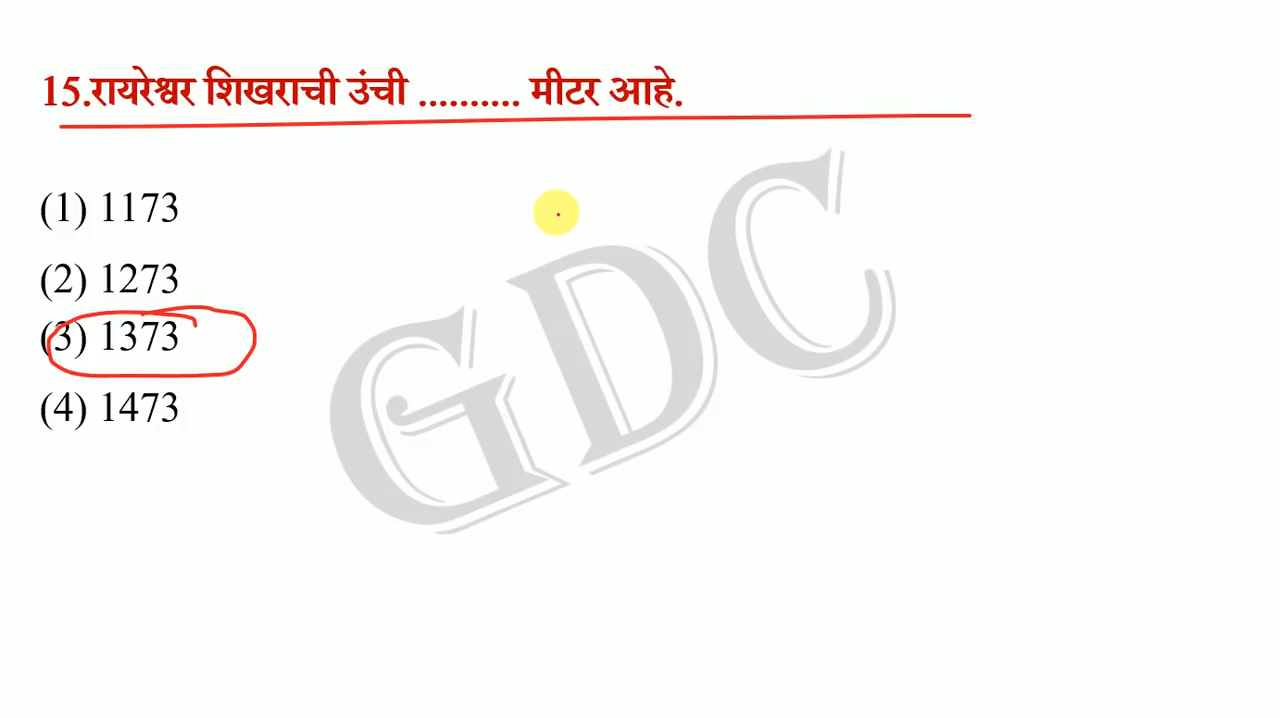 15.रायरेश्वर शिखराची उंची .......... मीटर आहे.
(1) 1173
(2) 1273
(3) 1373
(4) 1473
GDC